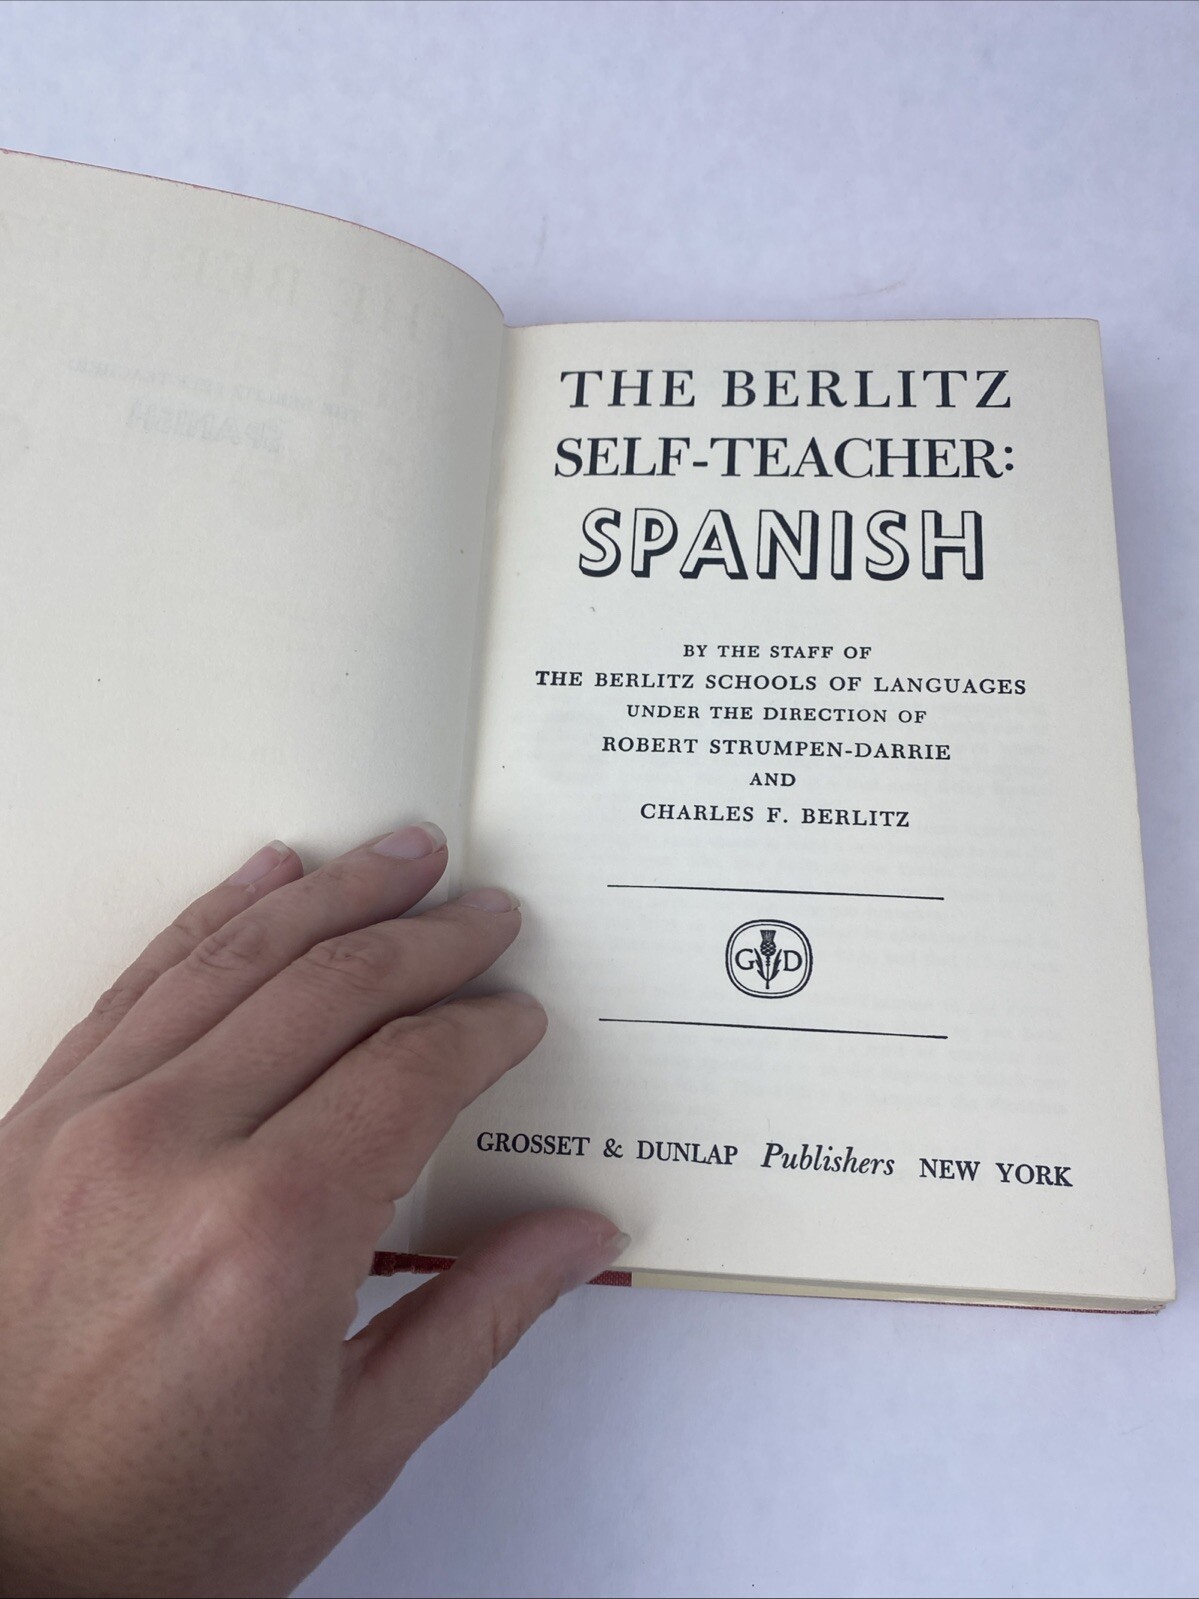 THE BERLITZ
SELF-TEACHER:
SPANISH
BY THE STAFF OF
THE BERLITZ SCHOOLS OF LANGUAGES
UNDER THE DIRECTION OF
ROBERT STRUMPEN-DARRIE
AND
CHARLES F. BERLITZ
G D
GROSSET & DUNLAP Publishers NEW YORK